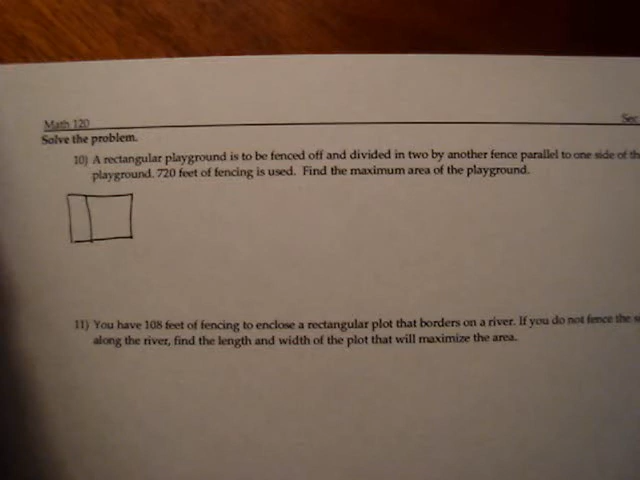 Math 120
Sec
Solve the problem.
10) A rectangular playground is to be fenced off and divided in two by another fence parallel to one side of
playground. 720 feet of fencing is used. Find the maximum area of the playground.
11) You have 108 feet of fencing to enclose a rectangular plot that borders on a river. If you do not fence the
along the river, find the length and width of the plot that will maximize the area.